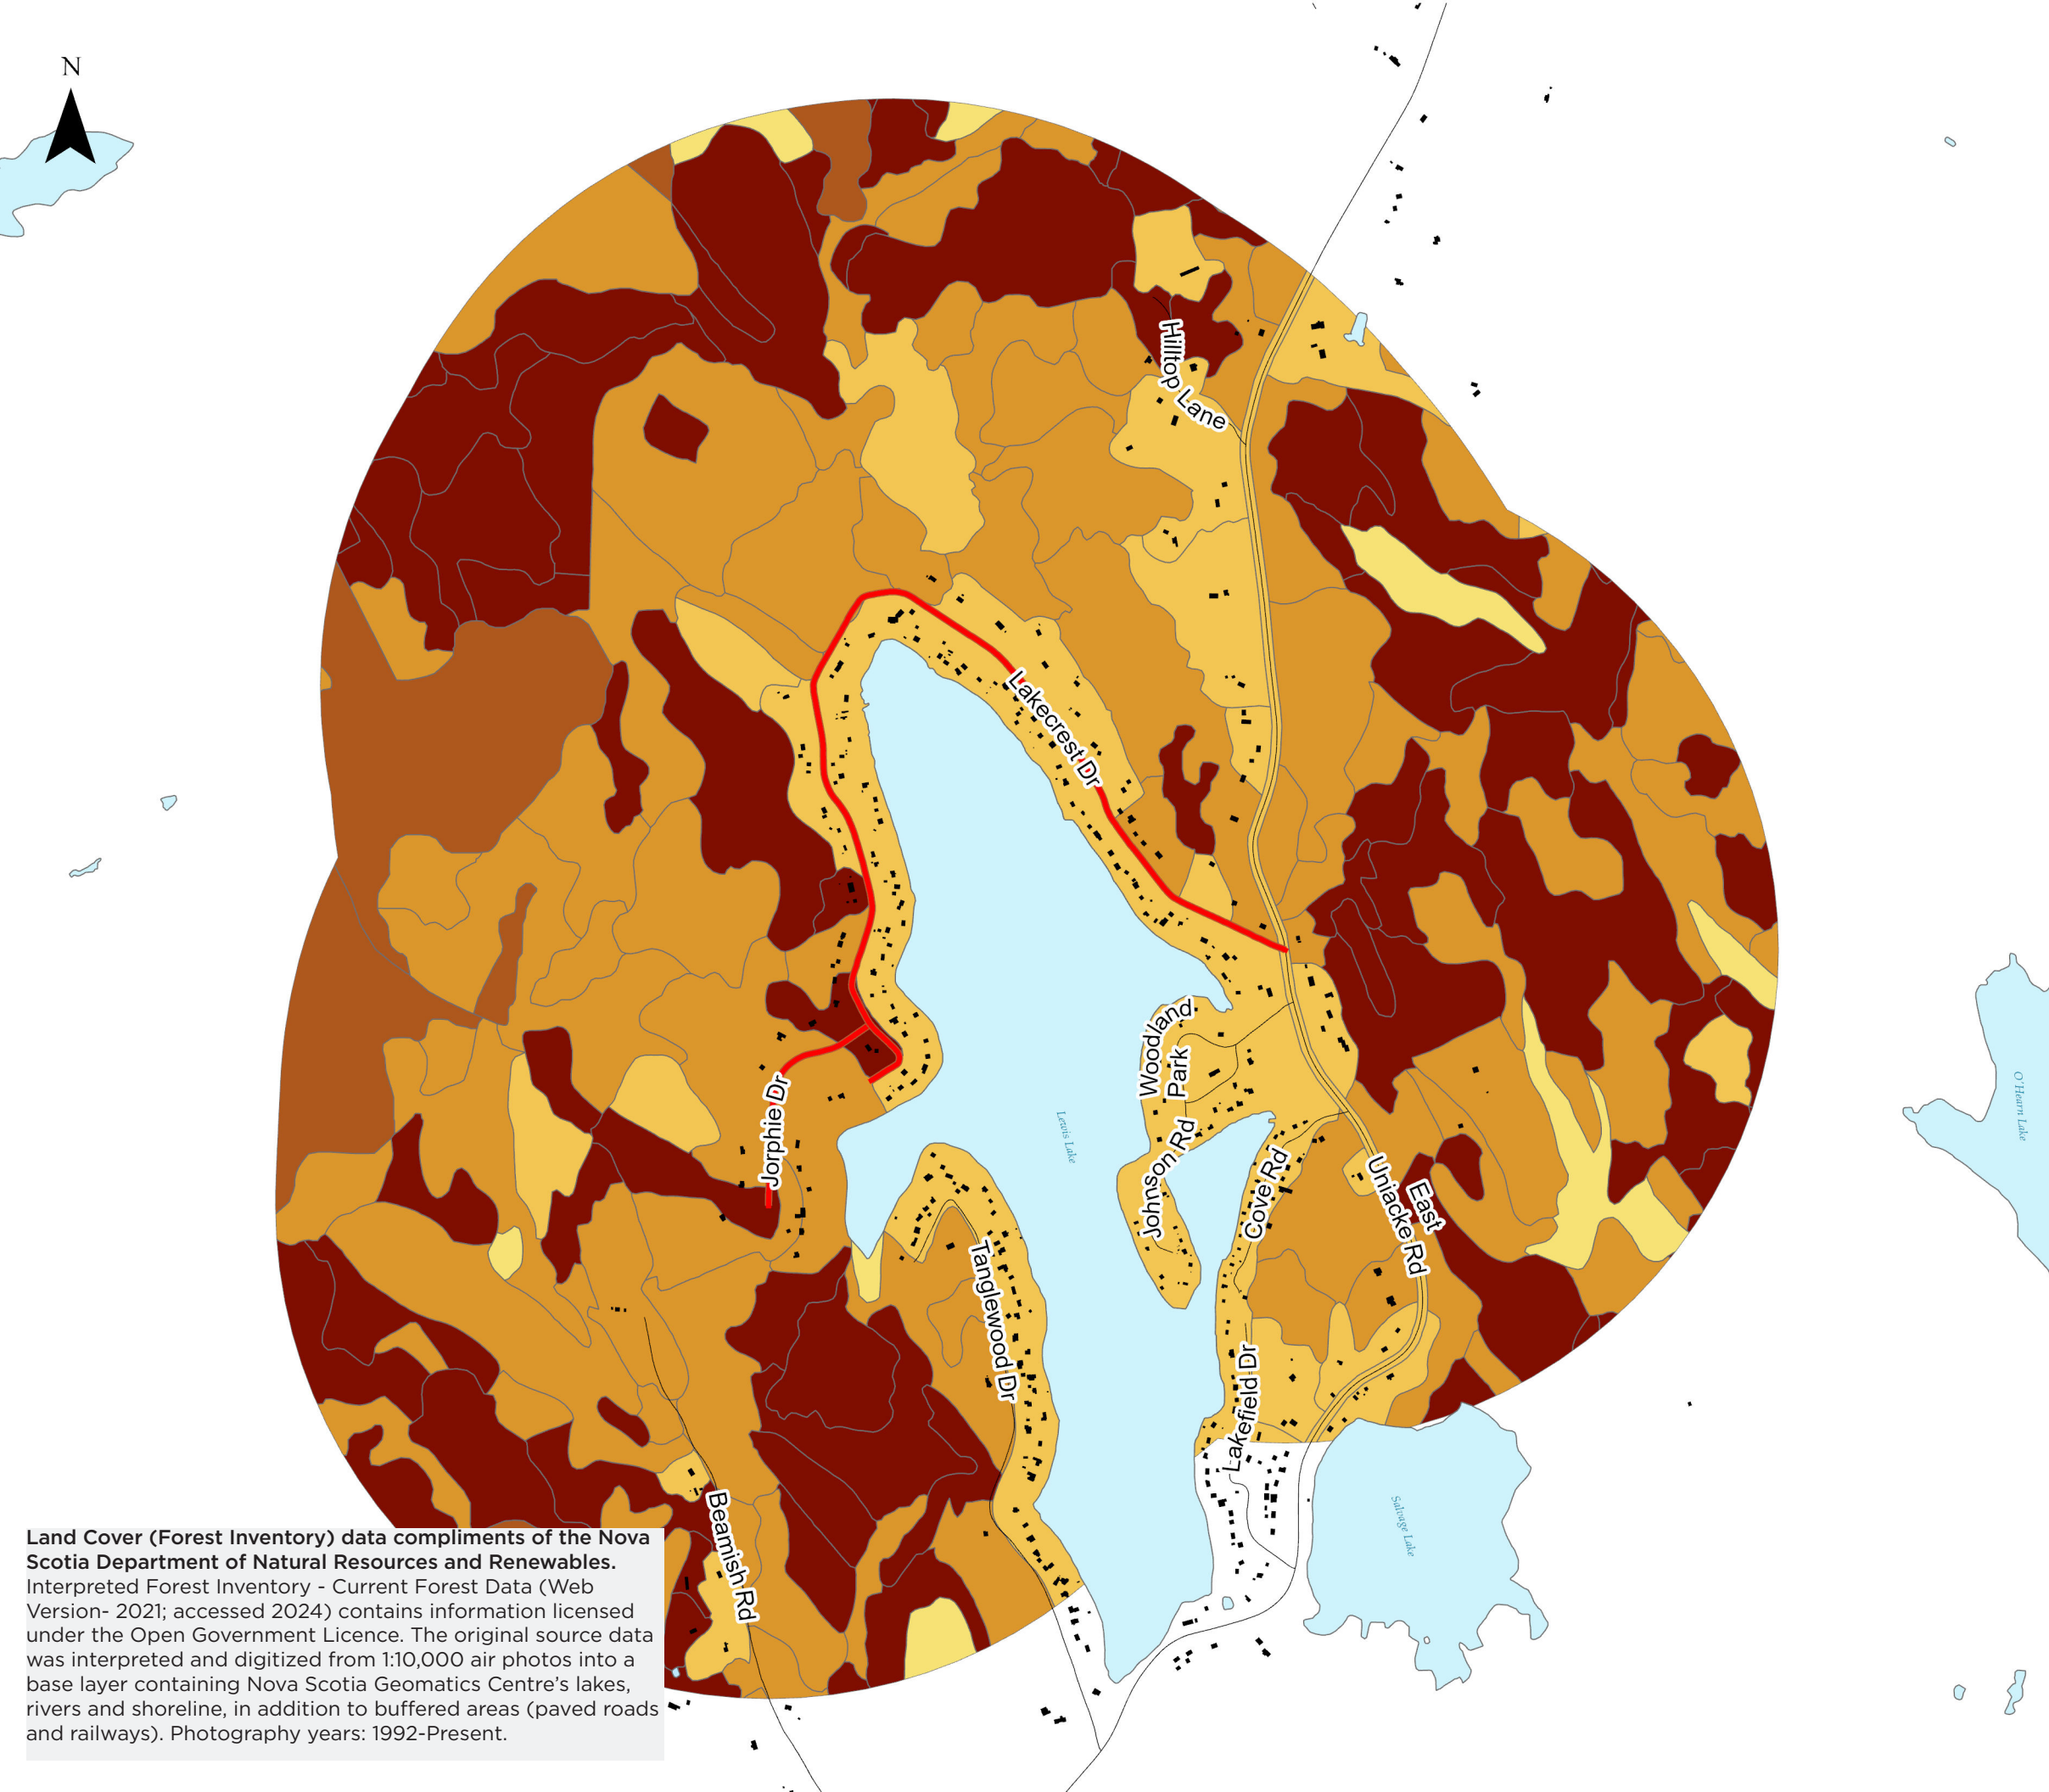 N
Hilltop Lane
Lakecrest Dr
Woodland
Park
Johnson Rd
Cove Rd
East
Uniacke Rd
Jorphie Dr
Lewis Lake
O'Hearn Lake
Tanglewood Dr
Lakefield Dr
Salvage Lake
Beamish Rd
Land Cover (Forest Inventory) data compliments of the Nova
Scotia Department of Natural Resources and Renewables.
Interpreted Forest Inventory - Current Forest Data (Web
Version- 2021; accessed 2024) contains information licensed
under the Open Government Licence. The original source data
was interpreted and digitized from 1:10,000 air photos into a
base layer containing Nova Scotia Geomatics Centre's lakes,
rivers and shoreline, in addition to buffered areas (paved roads
and railways). Photography years: 1992-Present.